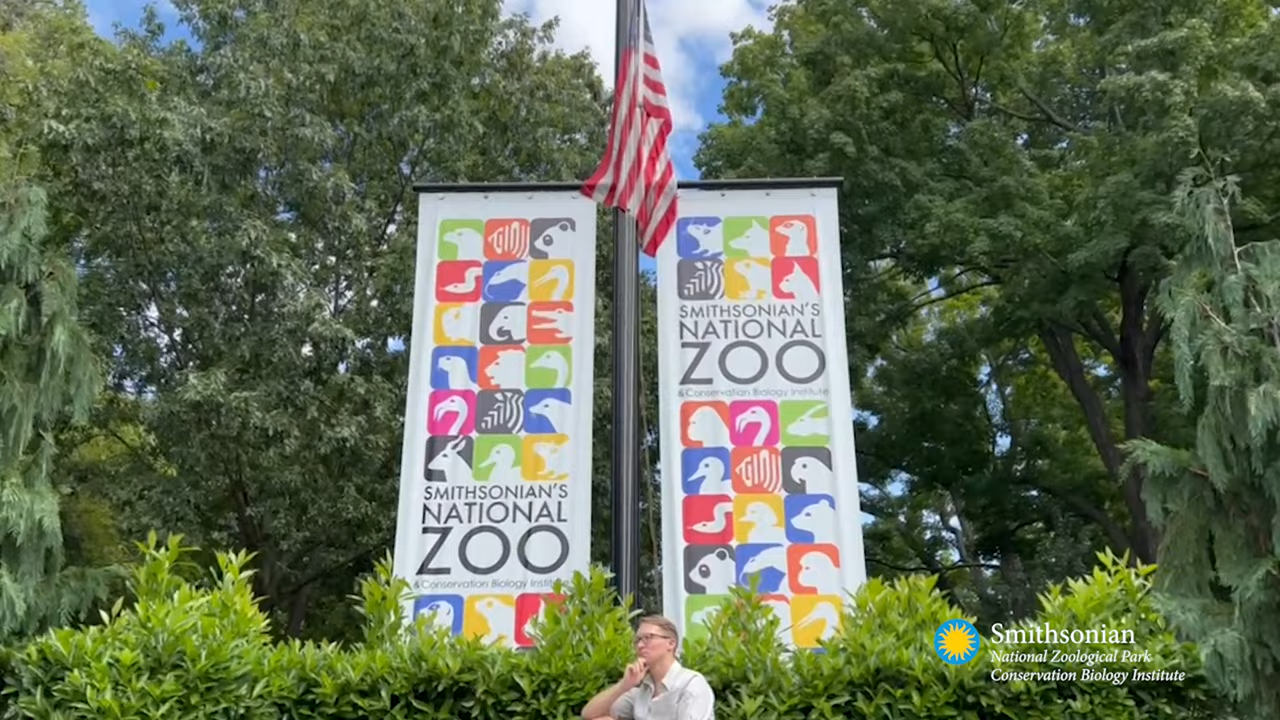 SMITHSONIAN'S
NATIONAL
ZOO
& Conservation Biology Institute
SMITHSONIAN'S
NATIONAL
ZOO
& Conservation Biology Institute
Smithsonian
National Zoological Park
Conservation Biology Institute